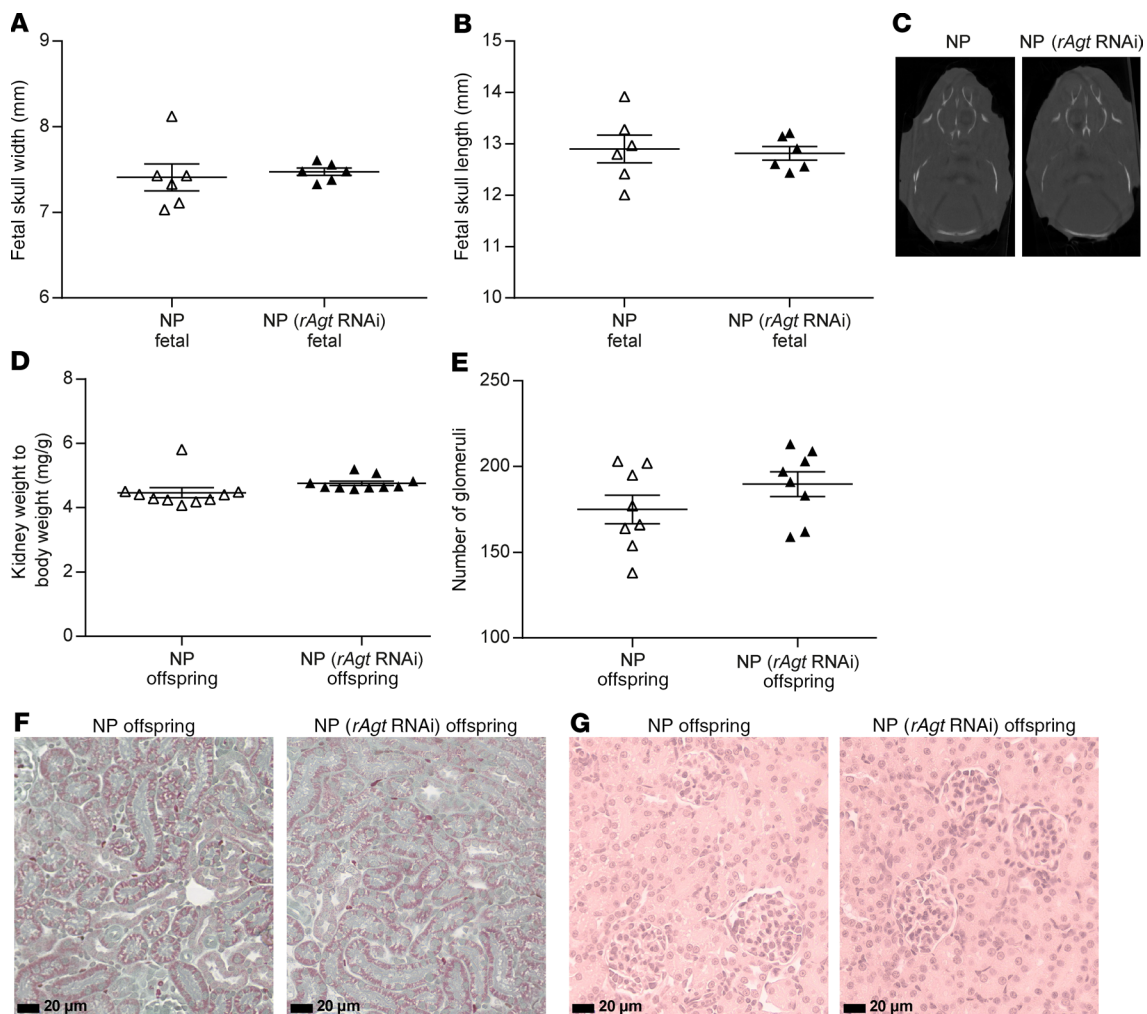 A
Fetal skull width (mm)
9
8
7
6
NP
fetal
NP (rAgt RNAi)
fetal
B
Fetal skull length (mm)
15
14
13
12
11
10
NP
fetal
NP (rAgt RNAi)
fetal
C
NP
NP (rAgt RNAi)
D
Kidney weight to
body weight (mg/g)
8
6
4
2
0
NP
offspring
NP (rAgt RNAi)
offspring
E
Number of glomeruli
250
200
150
100
NP
offspring
NP (rAgt RNAi)
offspring
F
NP offspring
NP (rAgt RNAi) offspring
20 µm
20 µm
G
NP offspring
NP (rAgt RNAi) offspring
20 µm
20 µm